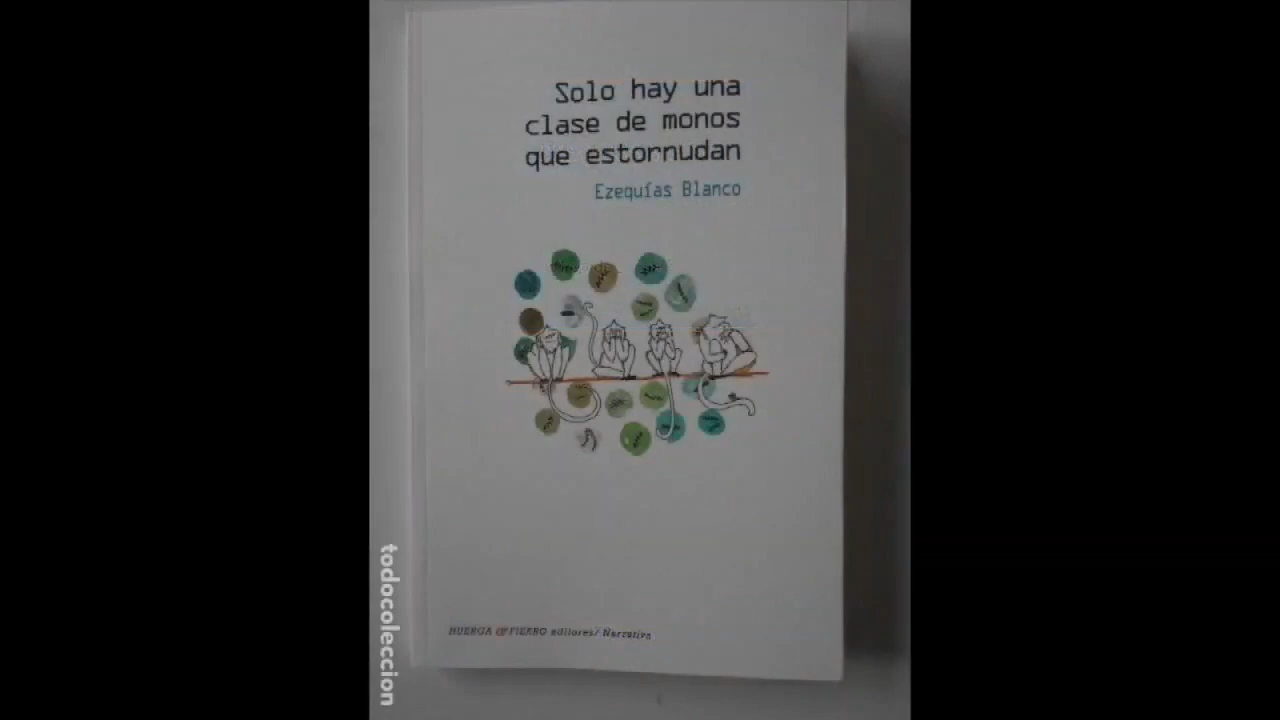 Solo hay una
clase de monos
que estornudan
Ezequías Blanco
HUERGA & FIERRO editores/ Narrativa
todocoleccion